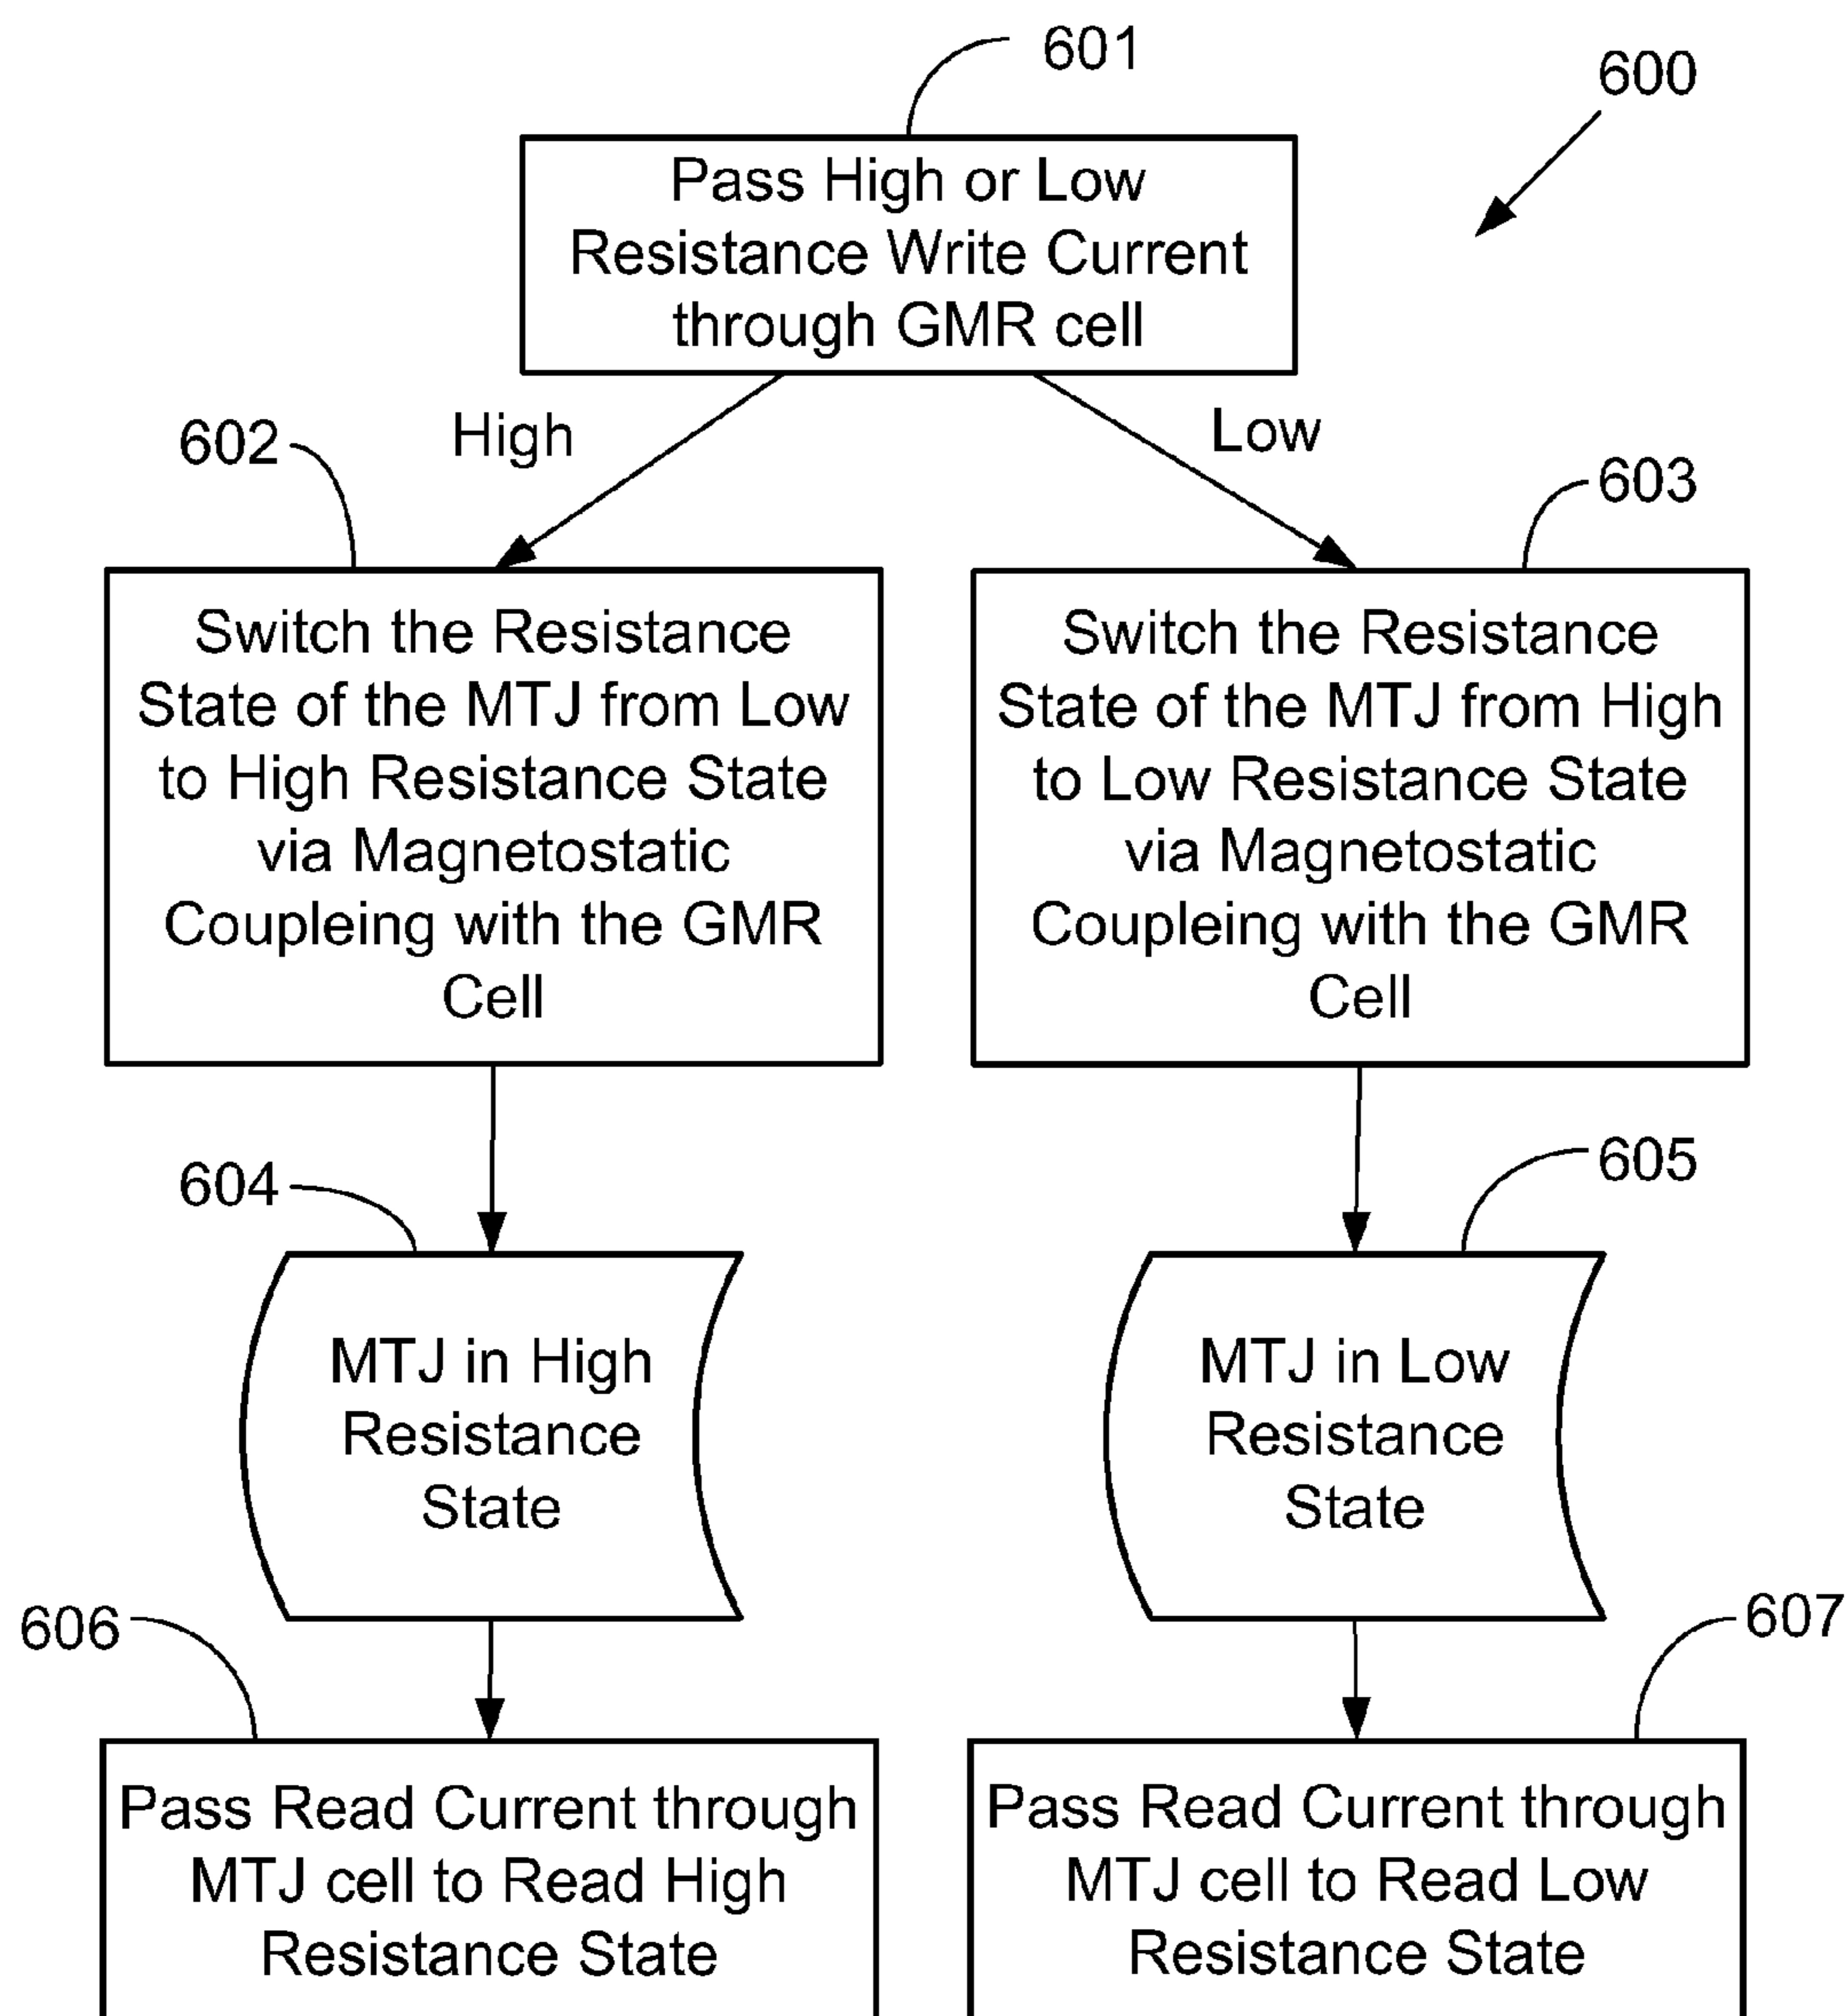 601
600
Pass High or Low
Resistance Write Current
through GMR cell
High
Low
602
603
Switch the Resistance
State of the MTJ from Low
to High Resistance State
via Magnetostatic
Coupleing with the GMR
Cell
Switch the Resistance
State of the MTJ from High
to Low Resistance State
via Magnetostatic
Coupleing with the GMR
Cell
604
605
MTJ in High
Resistance
State
MTJ in Low
Resistance
State
606
607
Pass Read Current through
MTJ cell to Read High
Resistance State
Pass Read Current through
MTJ cell to Read Low
Resistance State